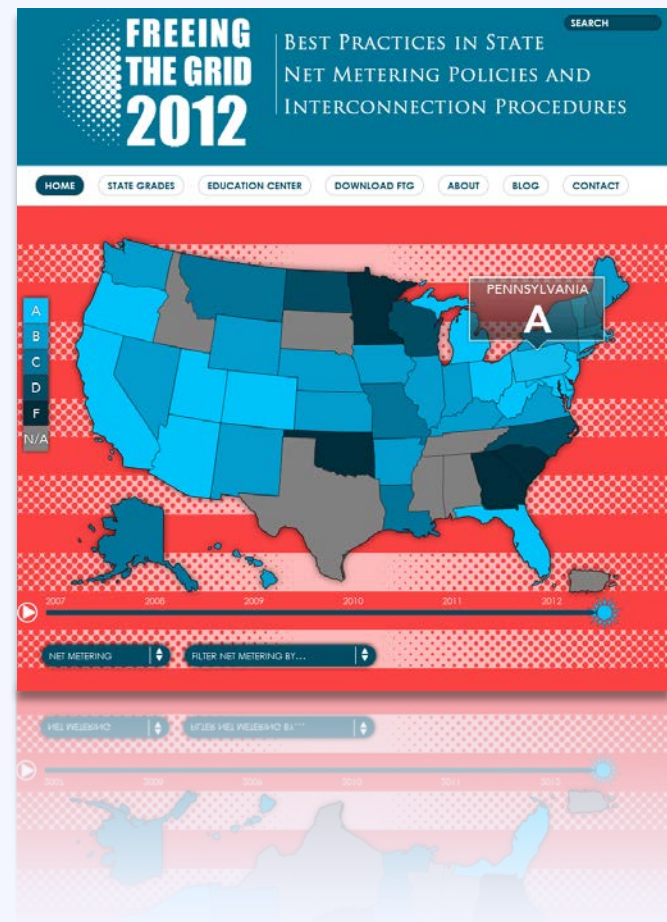 SEARCH
FREEING
THE GRID
2012
BEST PRACTICES IN STATE
NET METERING POLICIES AND
INTERCONNECTION PROCEDURES
HOME
STATE GRADES
EDUCATION CENTER
DOWNLOAD FTG
ABOUT
BLOG
CONTACT
PENNSYLVANIA
A
A
B
C
D
F
N/A
2007 2008 2009 2010 2011 2012
NET METERING
FILTER NET METERING BY...